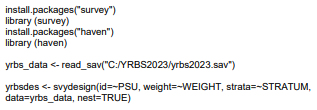 install.packages("survey")
library (survey)
install.packages("haven")
library (haven)
yrbs_data <- read_sav("C:/YRBS2023/yrbs2023.sav")
yrbsdes <- svydesign(id=~PSU, weight=~WEIGHT, strata=~STRATUM,
data=yrbs_data, nest=TRUE)